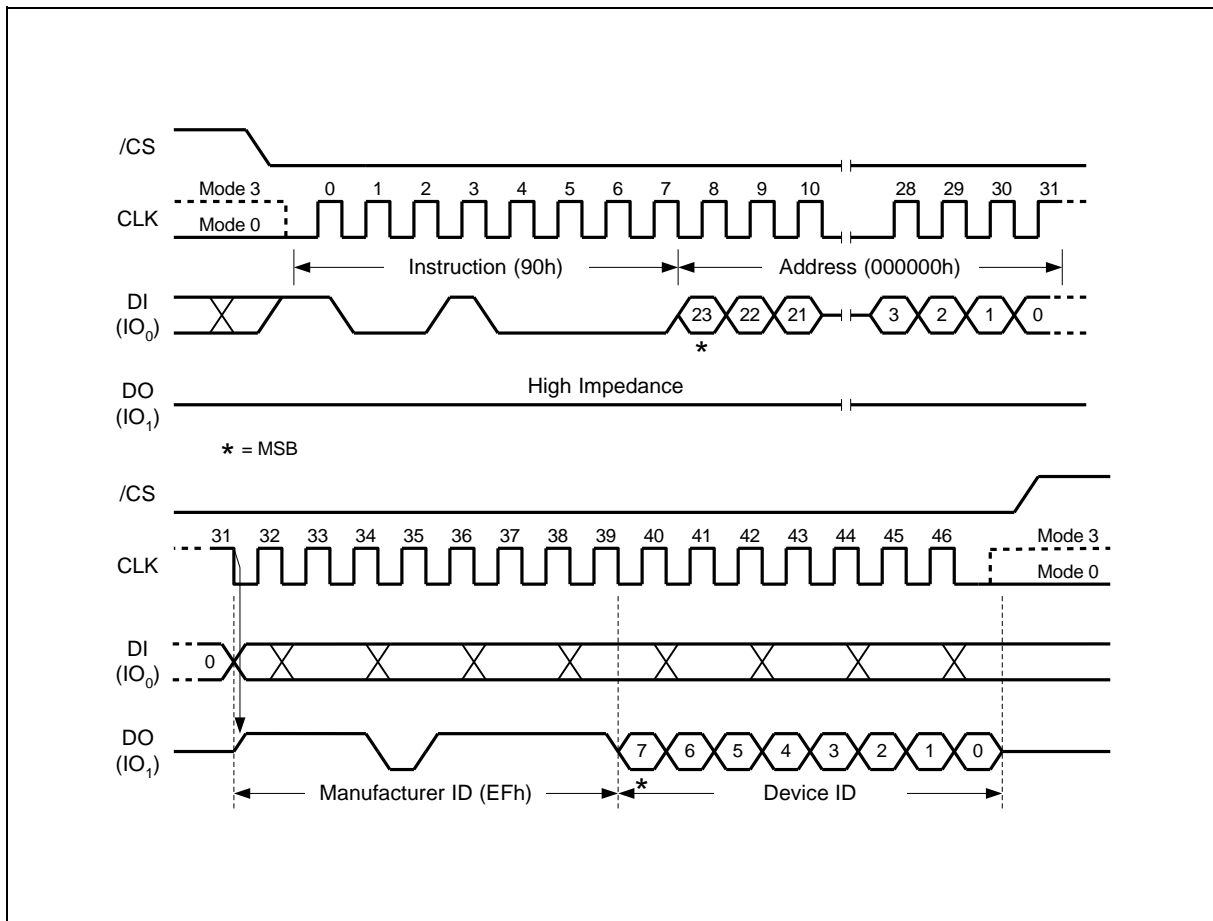 /CS
Mode 3 0 1 2 3 4 5 6 7 8 9 10 28 29 30 31
CLK Mode 0
Instruction (90h) Address (000000h)
DI
(IO0) 23 22 21 3 2 1 0
*
High Impedance
DO
(IO1)
* = MSB
/CS
31 32 33 34 35 36 37 38 39 40 41 42 43 44 45 46 Mode 3
CLK Mode 0
DI
(IO0) 0
DO
(IO1) 7 6 5 4 3 2 1 0
*
Manufacturer ID (EFh) Device ID